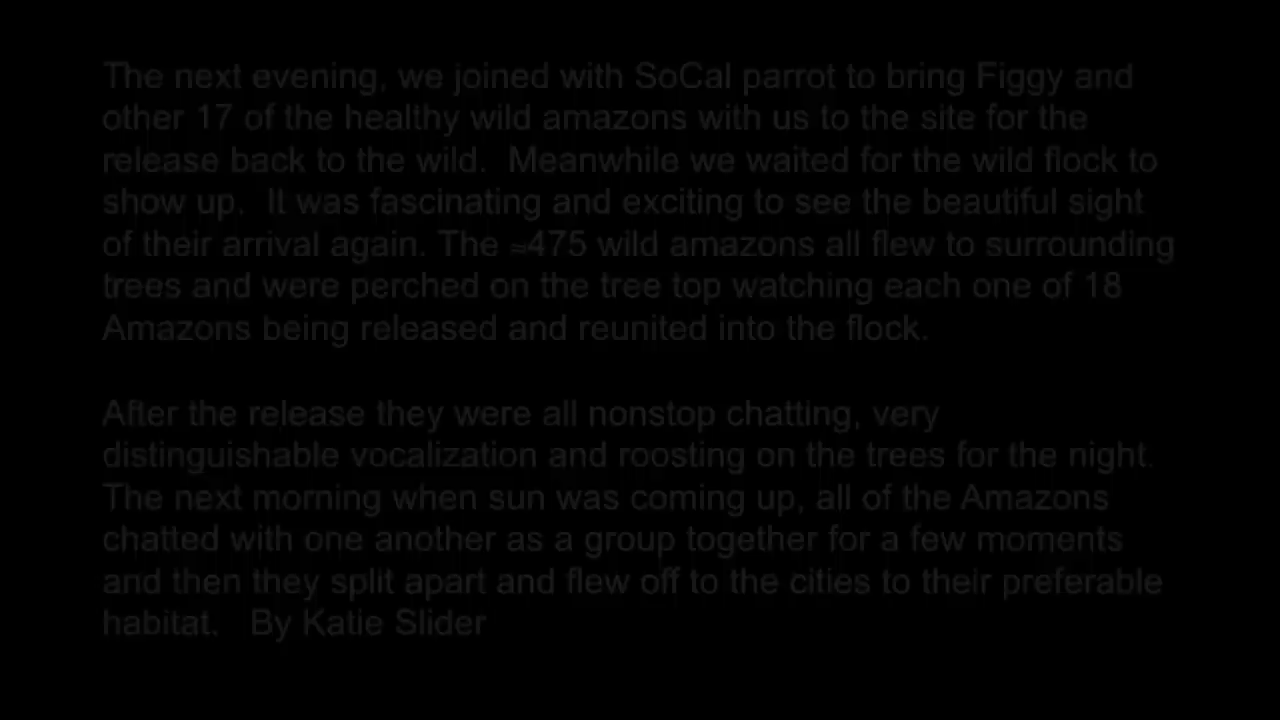 The next evening, we joined with SoCal parrot to bring Figgy and
other 17 of the healthy wild amazons with us to the site for the
release back to the wild.  Meanwhile we waited for the wild flock to
show up.  It was fascinating and exciting to see the beautiful sight
of their arrival again. The ≈475 wild amazons all flew to surrounding
trees and were perched on the tree top watching each one of 18
Amazons being released and reunited into the flock.

After the release they were all nonstop chatting, very
distinguishable vocalization and roosting on the trees for the night.
The next morning when sun was coming up, all of the Amazons
chatted with one another as a group together for a few moments
and then they split apart and flew off to the cities to their preferable
habitat.   By Katie Slider